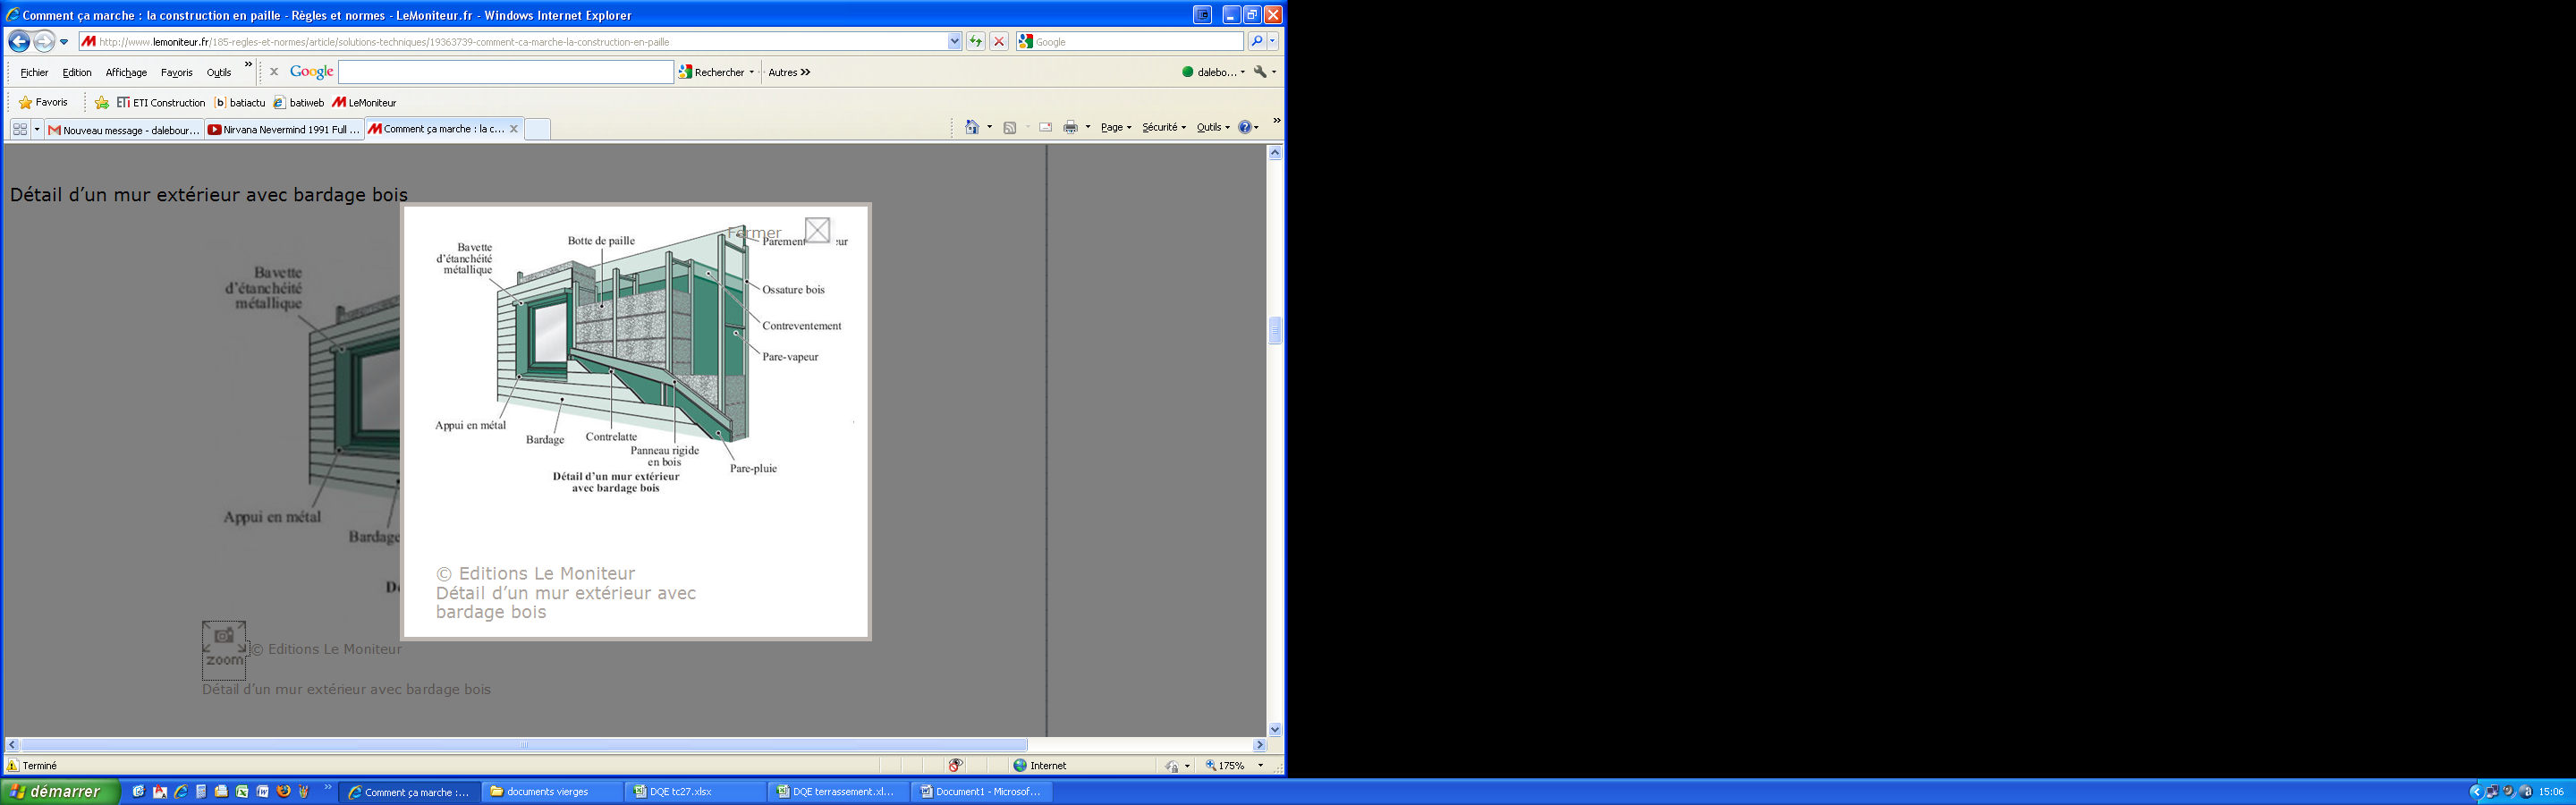 Comment ça marche : la construction en paille - Règles et normes - LeMoniteur.fr - Windows Internet Explorer
http://www.lemoniteur.fr/185-regles-et-normes/article/solutions-techniques/19363739-comment-ca-marche-la-construction-en-paille
Google
Fichier Edition Affichage Favoris Outils » x Google Rechercher Autres » dalebo...
Favoris ETI Construction [b] batiactu batiweb LeMoniteur
Nouveau message - dalebour... Nirvana Nevermind 1991 Full ... Comment ça marche : la c... x Page Sécurité Outils »
Détail d'un mur extérieur avec bardage bois
Fermer
Botte de paille
Parement
ur
Bavette
d'étanchéité
métallique
Ossature bois
Contreventement
Pare-vapeur
Appui en métal
Bardage
Contrelatte
Panneau rigide
en bois
Pare-pluie
Détail d'un mur extérieur
avec bardage bois
© Editions Le Moniteur
Détail d'un mur extérieur avec
bardage bois
Bavette
d'étanchéité
métallique
Appui en métal
Bardage
Dé
zoom
© Editions Le Moniteur
Détail d'un mur extérieur avec bardage bois
Terminé Internet 175%
démarrer » Comment ça marche :... documents vierges DQE tc27.xlsx DQE terrassement.xl... Document1 - Microsof... 15:06